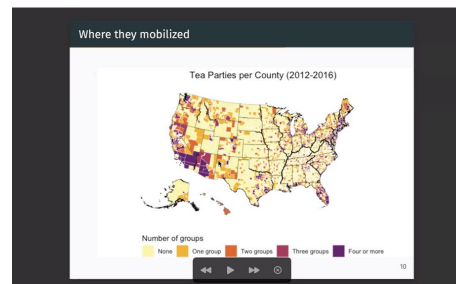 Where they mobilized
Tea Parties per County (2012-2016)
Number of groups
None One group Two groups Three groups Four or more
10